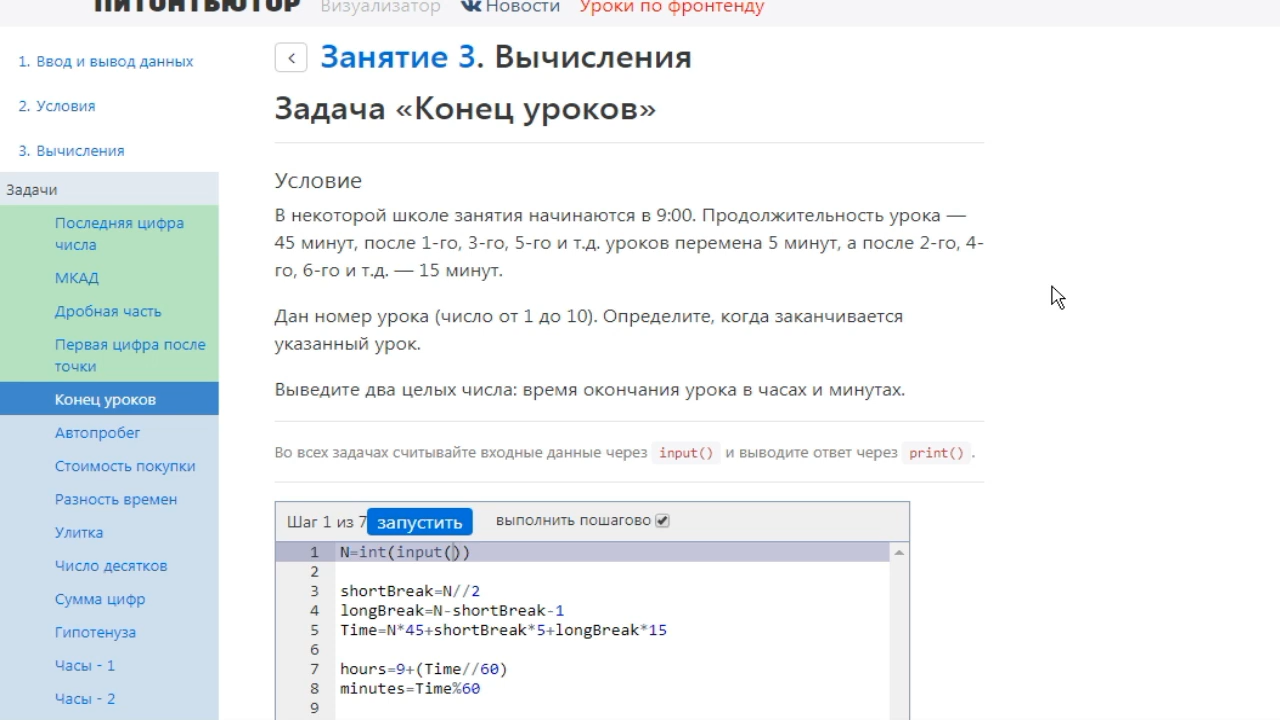 ПИТОНТЬЮТОР Визуализатор Новости Уроки по фронтенду
1. Ввод и вывод данных
2. Условия
3. Вычисления
Задачи
Последняя цифра
числа
МКАД
Дробная часть
Первая цифра после
точки
Конец уроков
Автопробег
Стоимость покупки
Разность времен
Улитка
Число десятков
Сумма цифр
Гипотенуза
Часы - 1
Часы - 2
< Занятие 3. Вычисления
Задача «Конец уроков»
Условие
В некоторой школе занятия начинаются в 9:00. Продолжительность урока —
45 минут, после 1-го, 3-го, 5-го и т.д. уроков перемена 5 минут, а после 2-го, 4-
го, 6-го и т.д. — 15 минут.
Дан номер урока (число от 1 до 10). Определите, когда заканчивается
указанный урок.
Выведите два целых числа: время окончания урока в часах и минутах.
Во всех задачах считывайте входные данные через input() и выводите ответ через print().
Шаг 1 из 7 запустить выполнить пошагово
1 N=int(input())
2
3 shortBreak=N//2
4 longBreak=N-shortBreak-1
5 Time=N*45+shortBreak*5+longBreak*15
6
7 hours=9+(Time//60)
8 minutes=Time%60
9